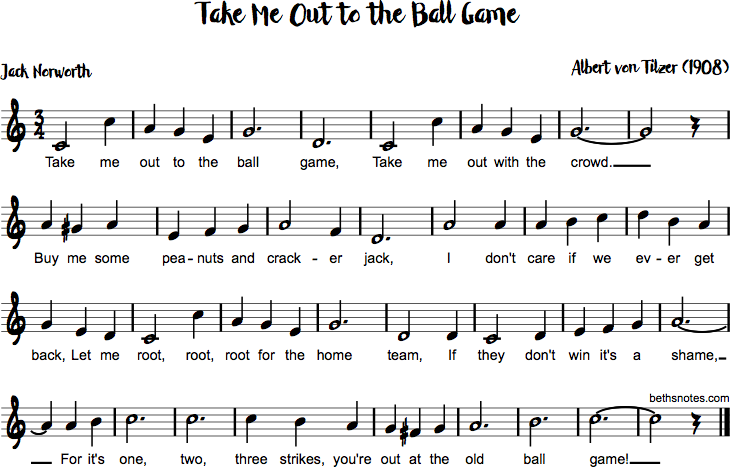 Take Me Out to the Ball Game
Jack Norworth
Albert von Tilzer (1908)
3
4
Take me out to the ball game, Take me out with the crowd.
Buy me some pea-nuts and crack-er jack, I don't care if we ev-er get
back, Let me root, root, root for the home team, If they don't win it's a shame,
bethsnotes.com
For it's one, two, three strikes, you're out at the old ball game!